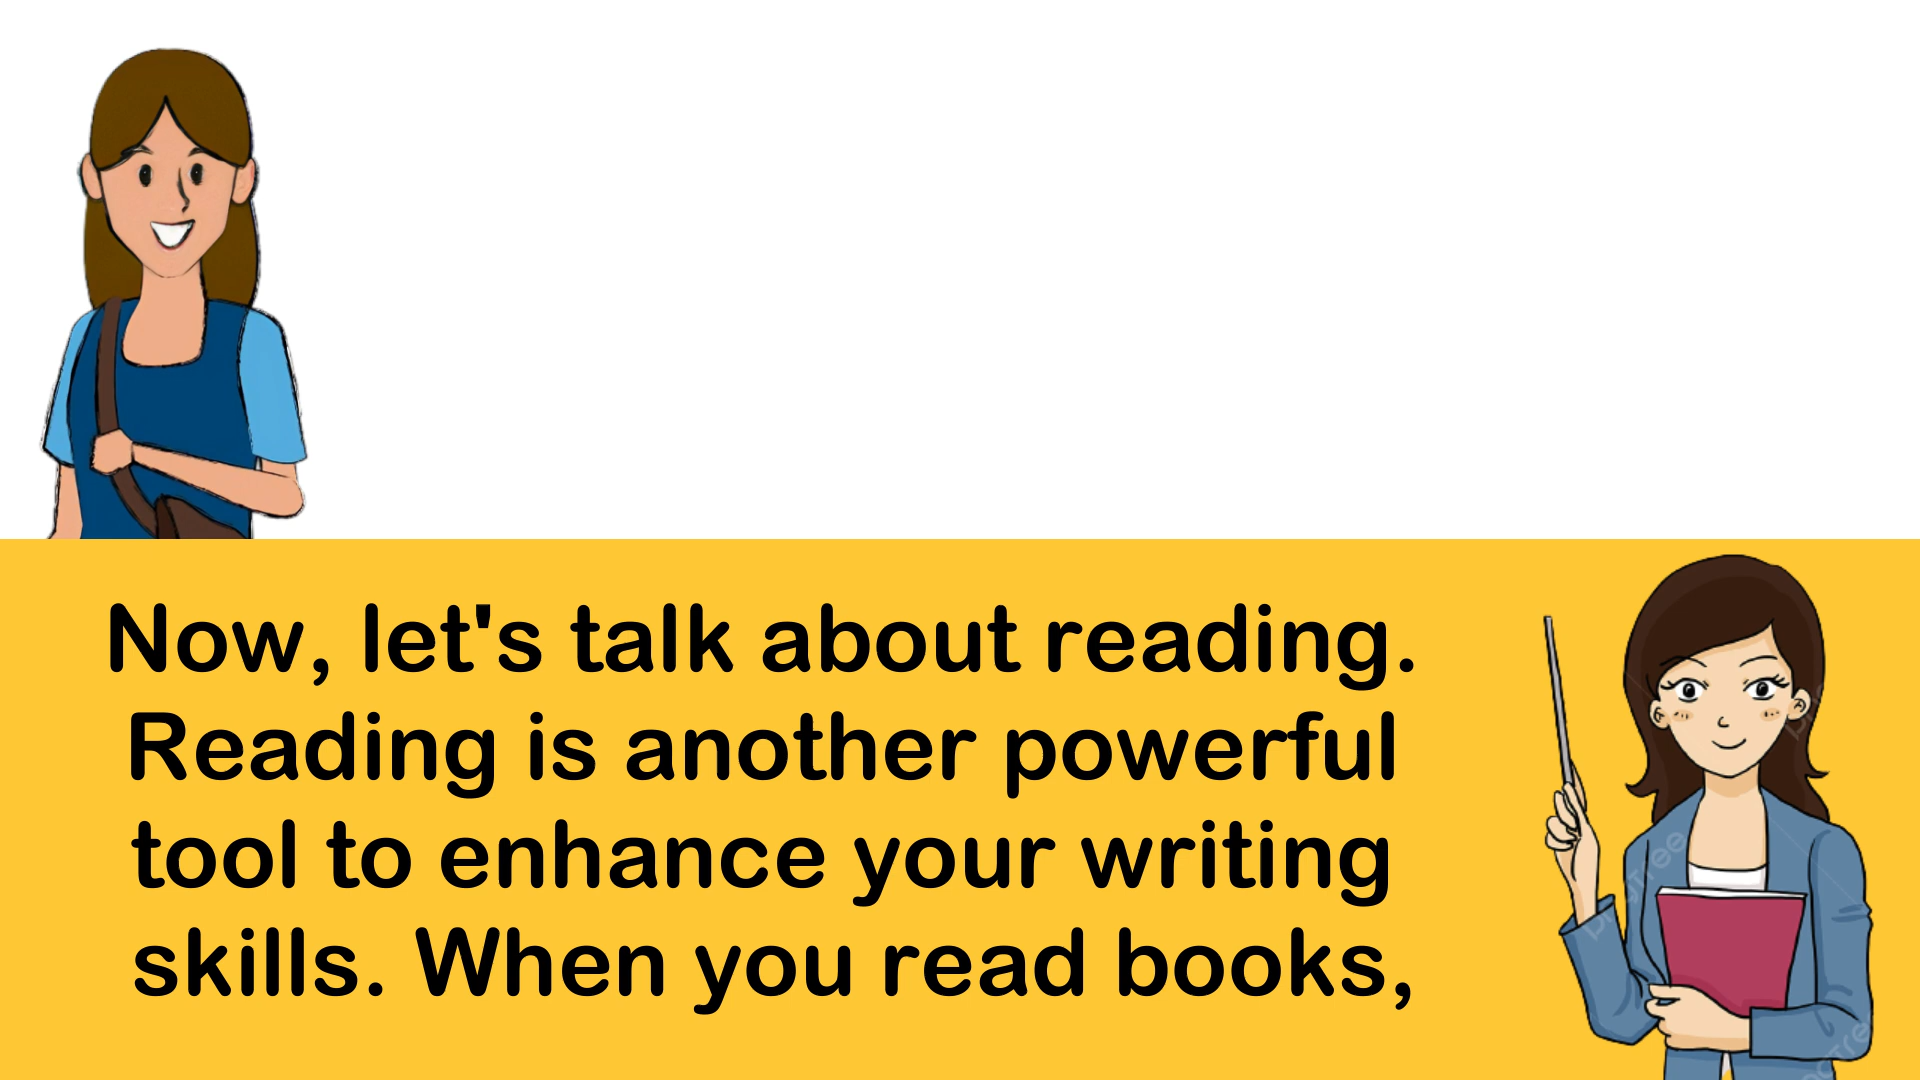 Now, let's talk about reading.
Reading is another powerful
tool to enhance your writing
skills. When you read books,